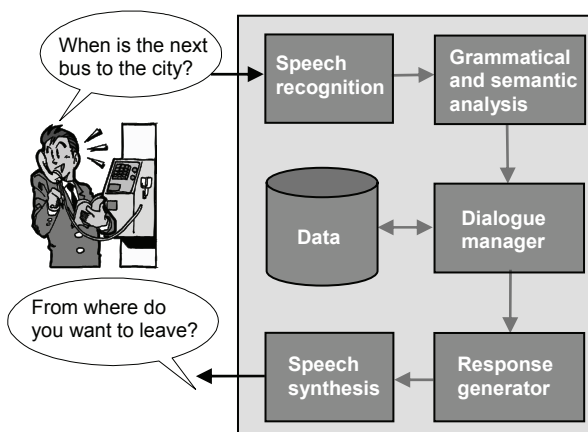 When is the next
bus to the city?
Speech
recognition
Grammatical
and semantic
analysis
Data
Dialogue
manager
From where do
you want to leave?
Speech
synthesis
Response
generator